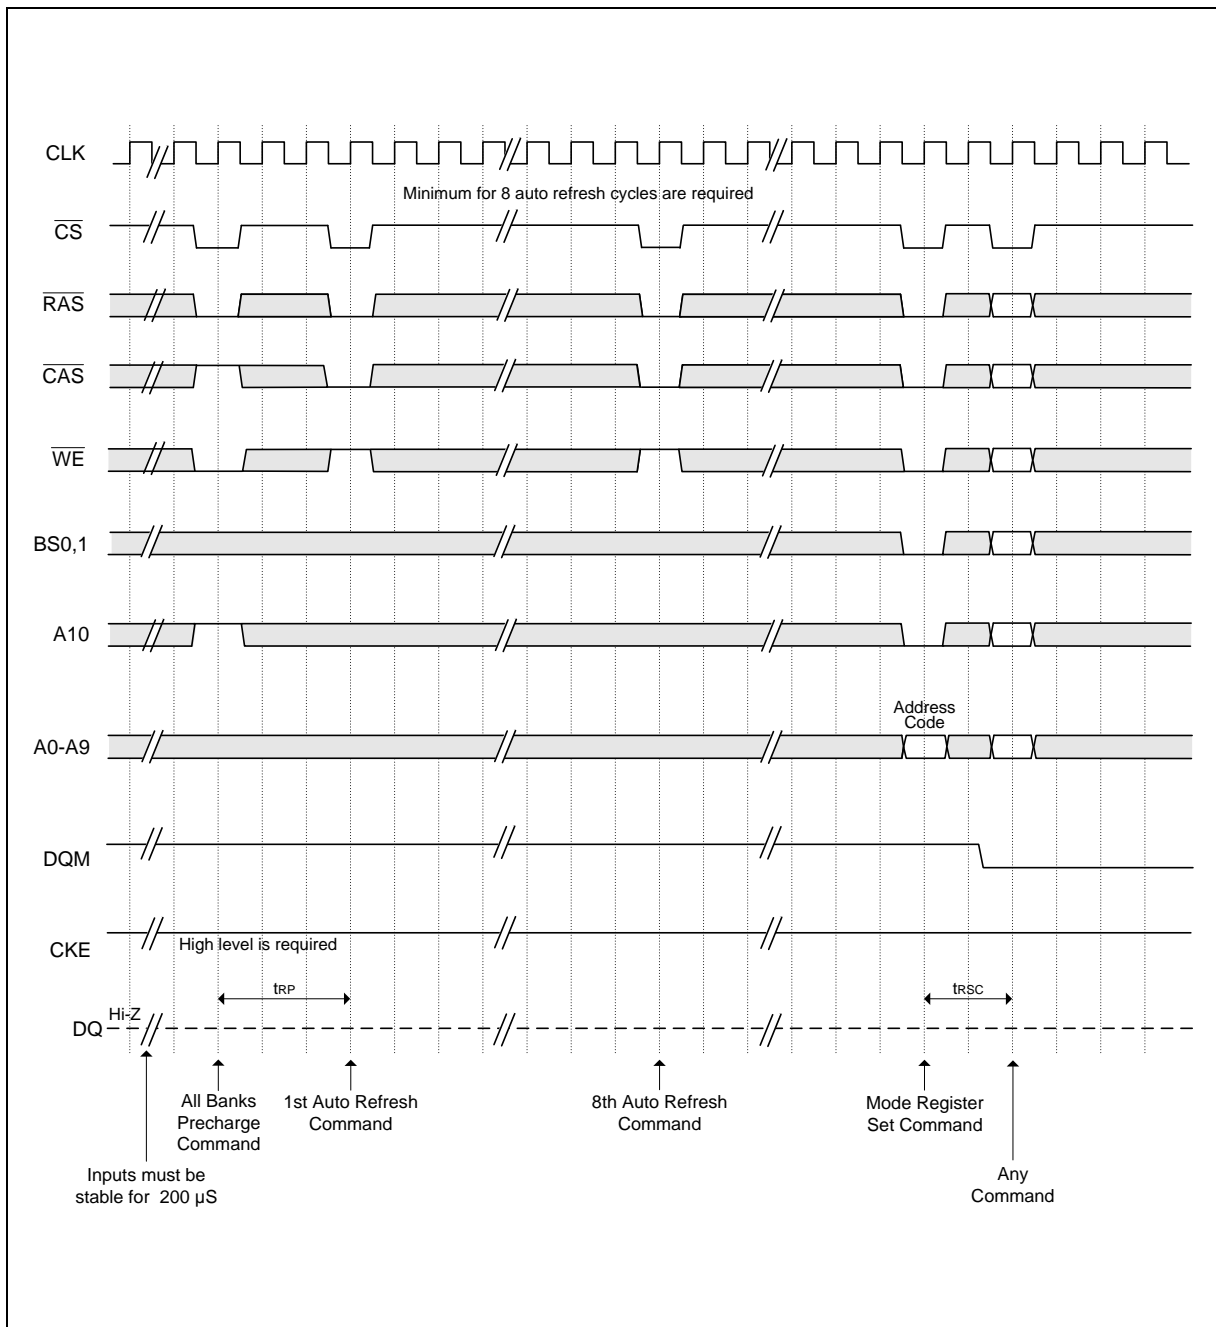 CLK
Minimum for 8 auto refresh cycles are required
CS
RAS
CAS
WE
BS0,1
A10
Address
Code
A0-A9
DQM
CKE
High level is required
tRP
tRSC
DQ
Hi-Z
All Banks
Precharge
Command
1st Auto Refresh
Command
8th Auto Refresh
Command
Mode Register
Set Command
Inputs must be
stable for 200 µS
Any
Command